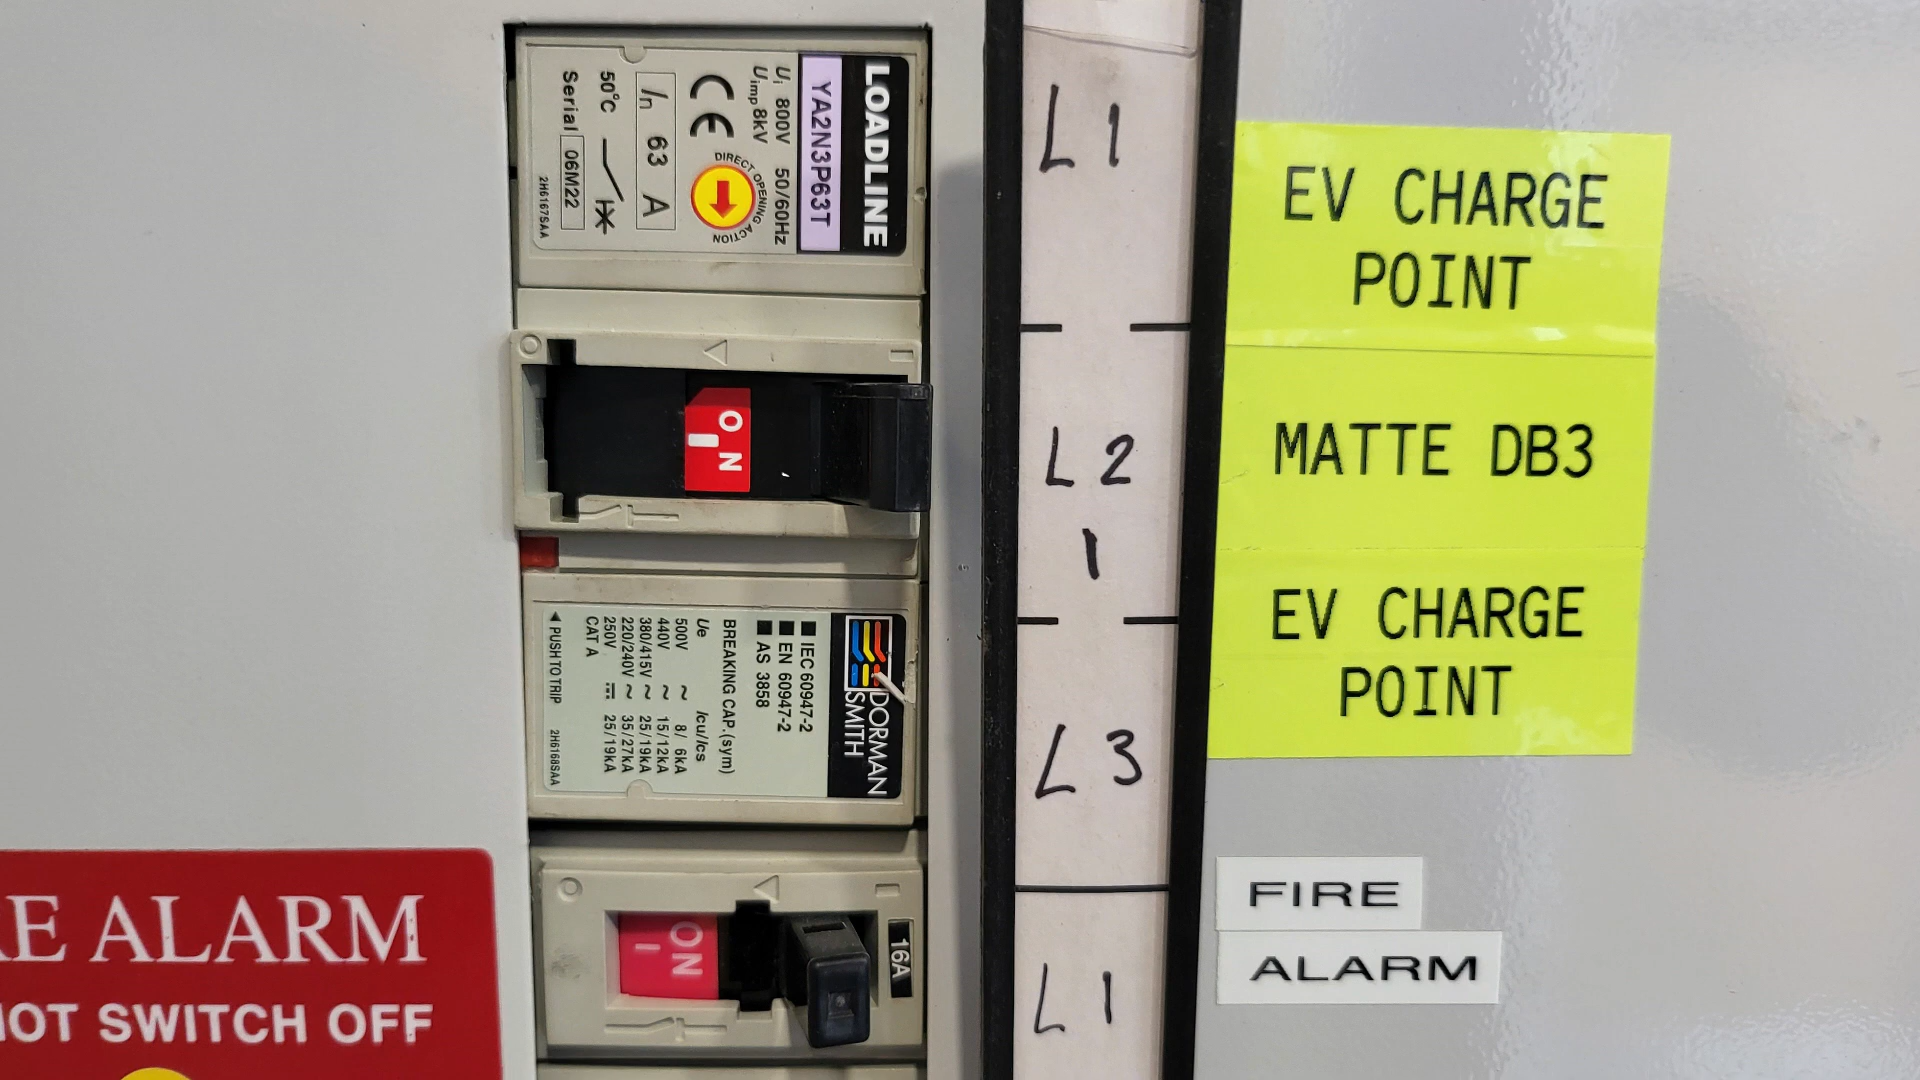 LOADLINE
YA2N3P63T
Ui 800V 50/60Hz
Uimp 8kV
CE
DIRECT OPENING ACTION
In 63 A
50°C
Serial 06M22
2H6167SAA
O N
I
DORMAN
SMITH
IEC 60947-2
EN 60947-2
AS 3858
BREAKING CAP.(sym)
Ue Icu/Ics
500V ~ 8/ 6kA
440V ~ 15/12kA
380/415V ~ 25/19kA
220/240V ~ 35/27kA
250V ⎓ 25/19kA
CAT A
◀ PUSH TO TRIP 2H6168SAA
16A
ON
I
L1
L2
1
L3
L1
EV CHARGE
POINT
MATTE DB3
EV CHARGE
POINT
FIRE
ALARM
ALARM
SWITCH OFF